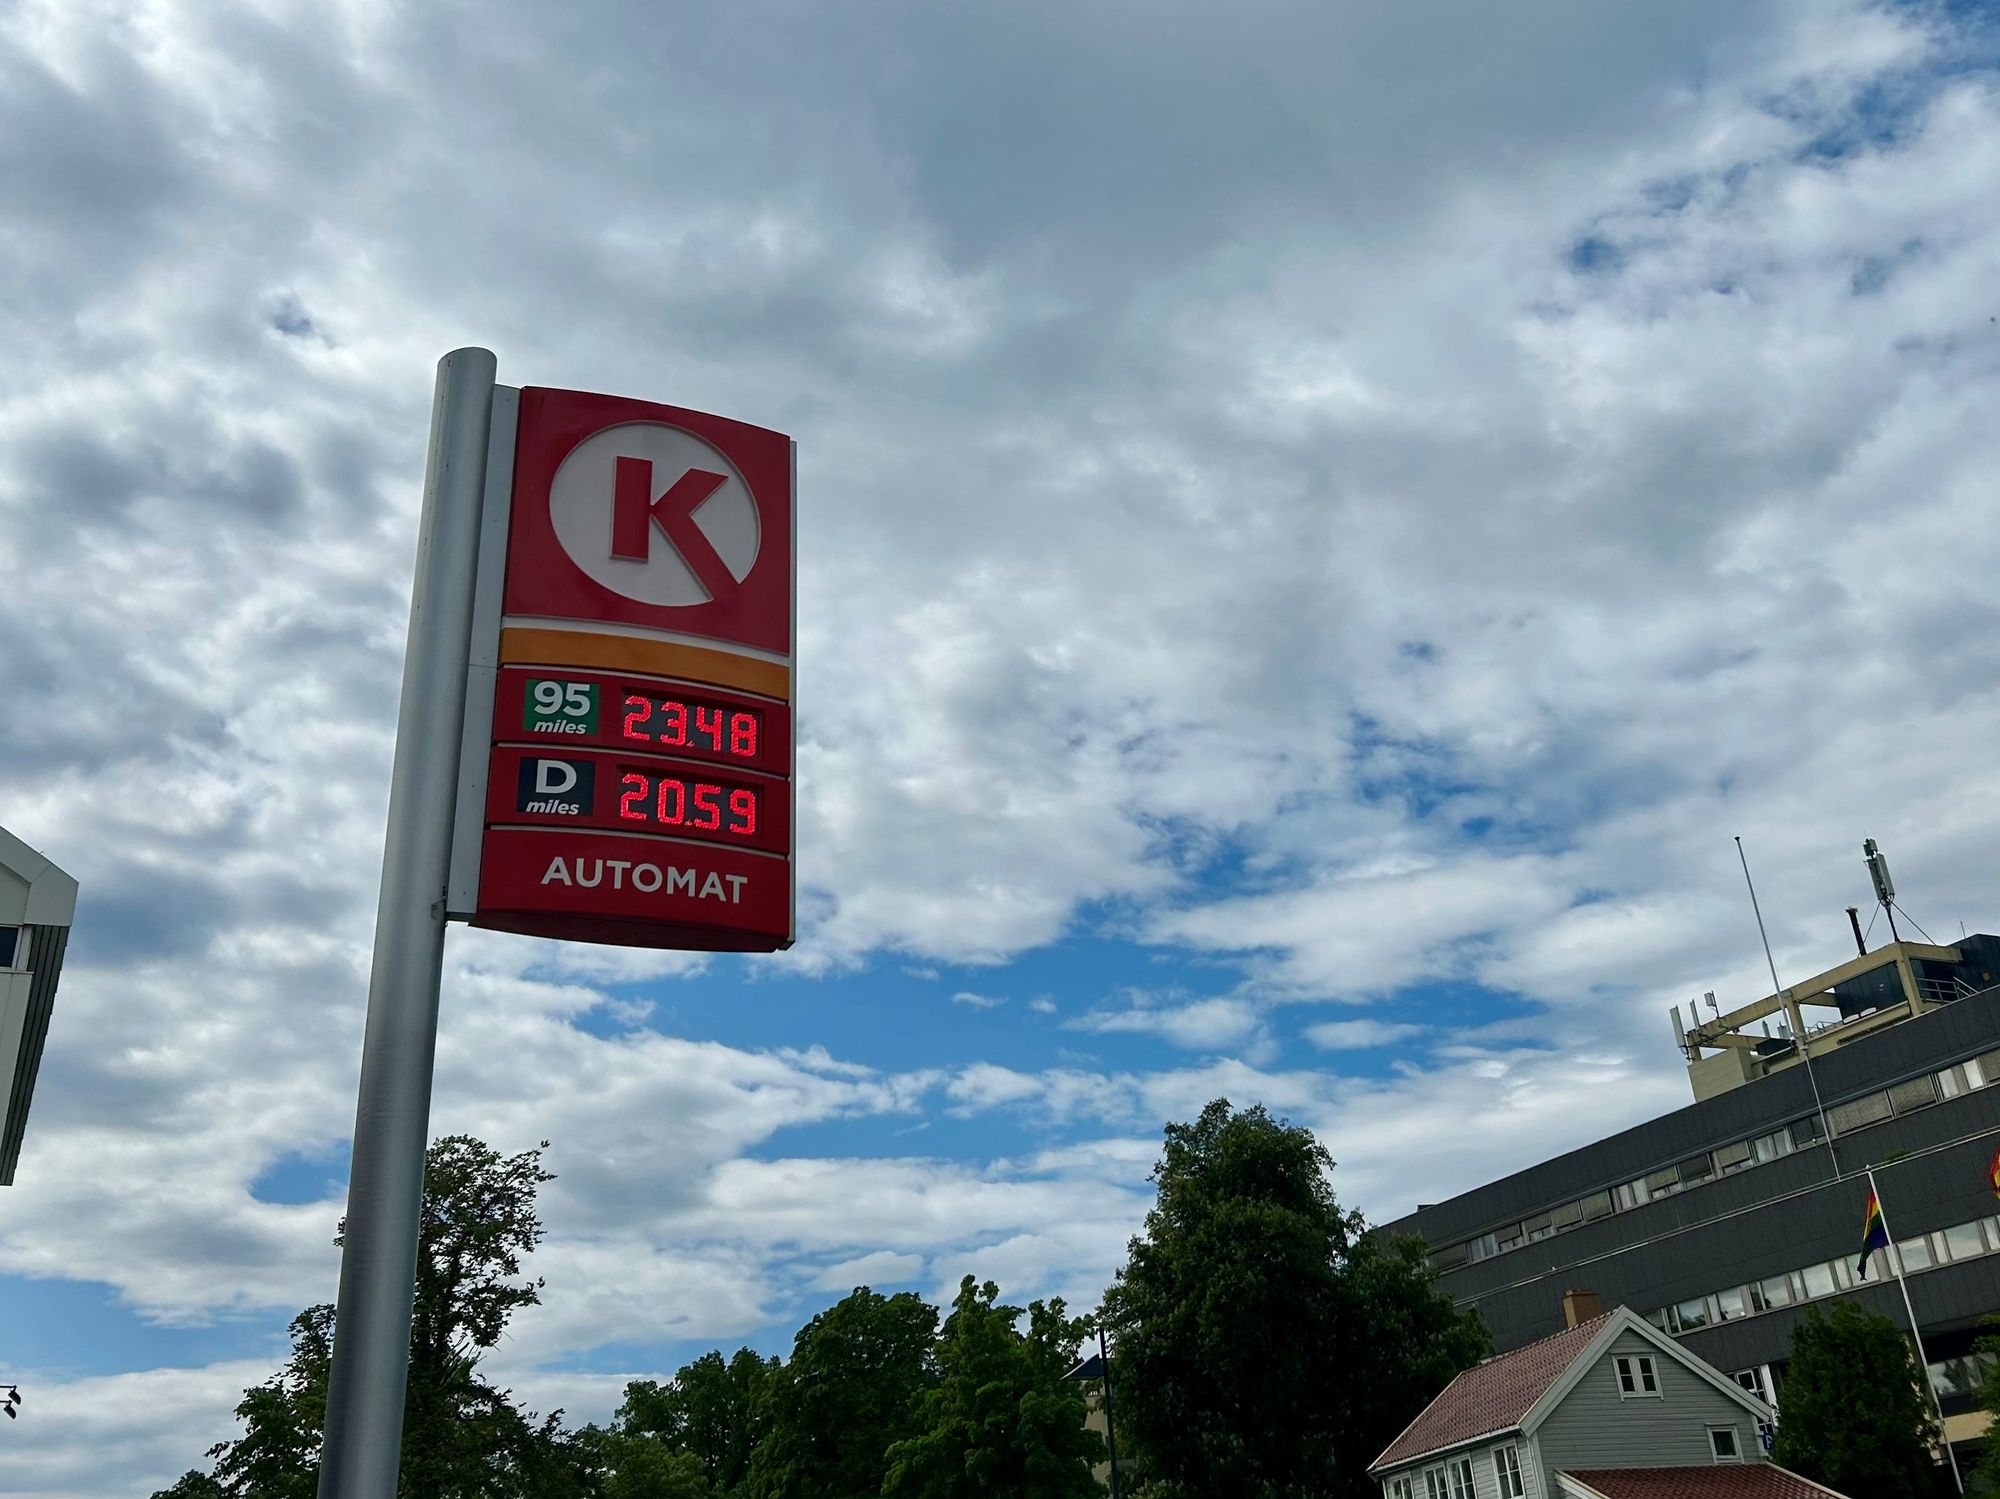 K
95 23.48
miles
D 20.59
miles
AUTOMAT